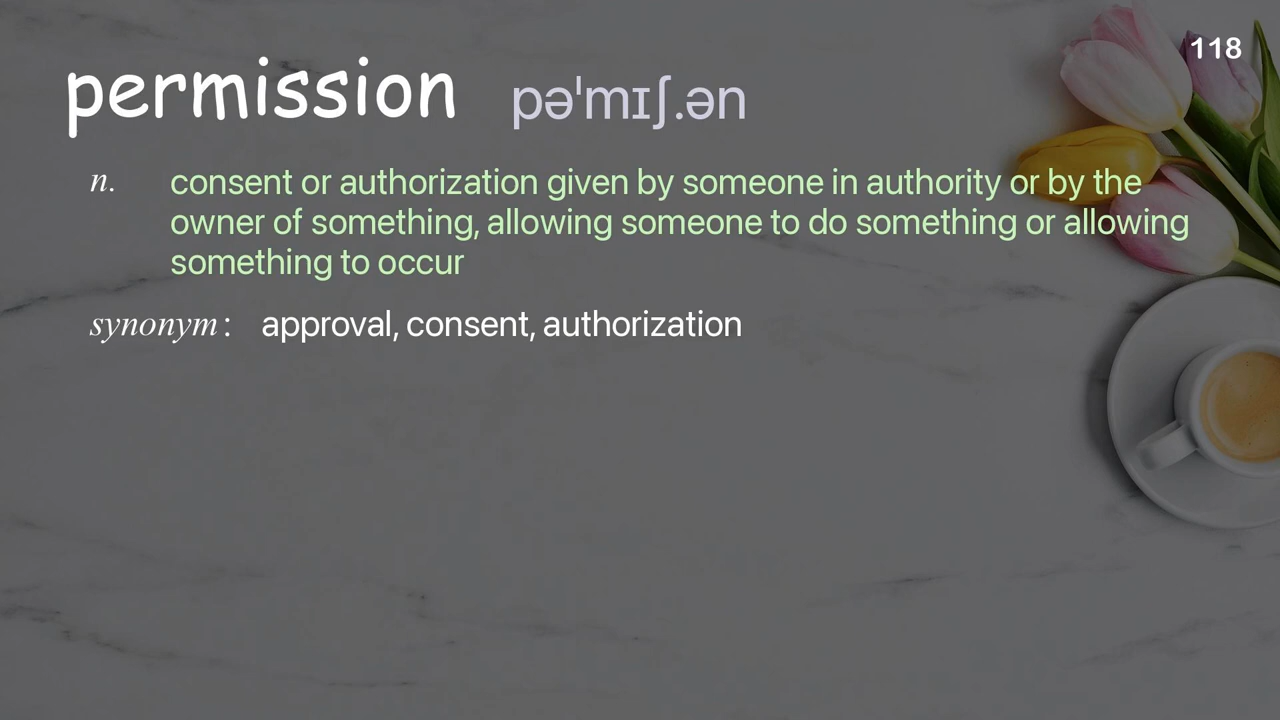 118
permission pəˈmɪʃ.ən
n. consent or authorization given by someone in authority or by the
owner of something, allowing someone to do something or allowing
something to occur
synonym: approval, consent, authorization